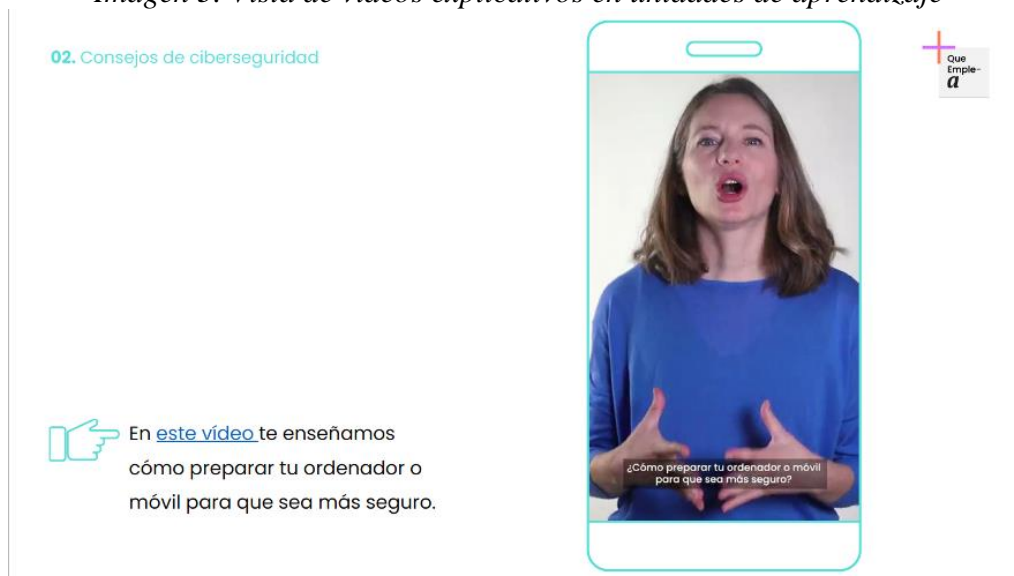 Imagen 3: Vista de vídeos explicativos en unidades de aprendizaje
02. Consejos de ciberseguridad
Que
Emple-
a
¿Cómo preparar tu ordenador o móvil
para que sea más seguro?
En este vídeo te enseñamos
cómo preparar tu ordenador o
móvil para que sea más seguro.